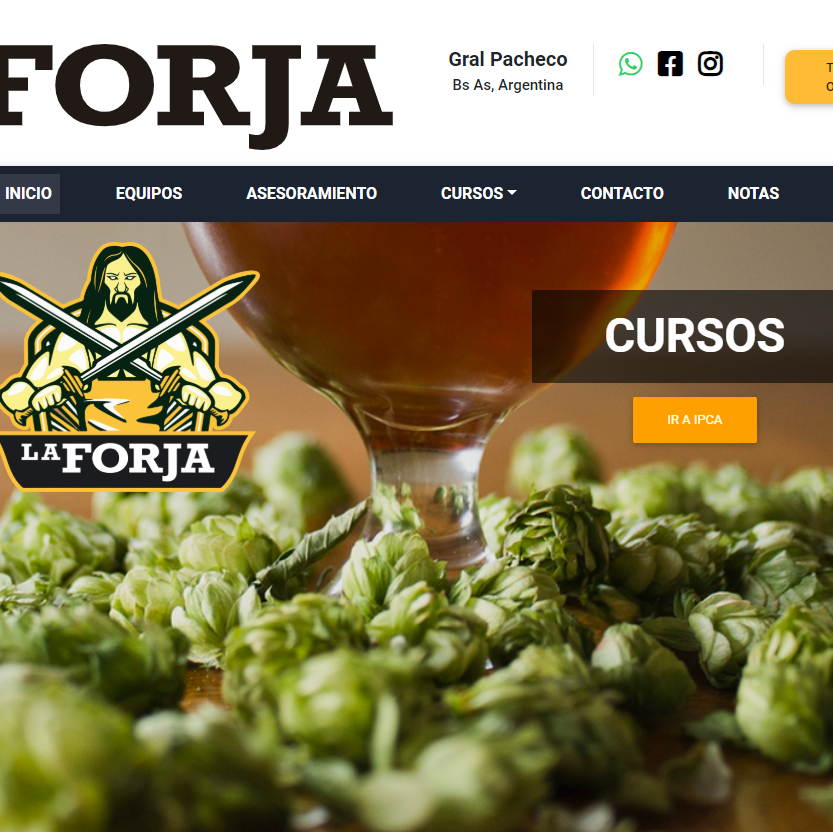 FORJA
Gral Pacheco
Bs As, Argentina
INICIO
EQUIPOS
ASESORAMIENTO
CURSOS
CONTACTO
NOTAS
CURSOS
IR A IPCA
LA FORJA